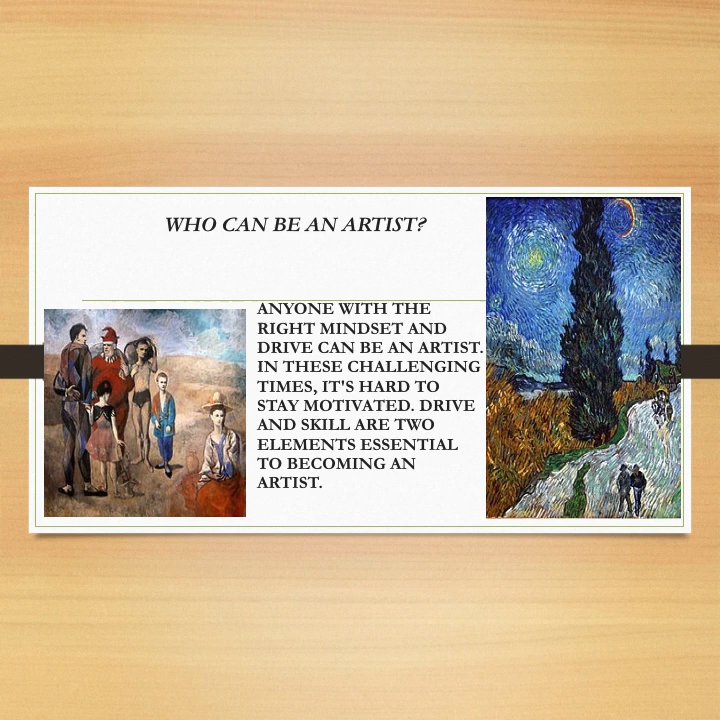 WHO CAN BE AN ARTIST?
ANYONE WITH THE
RIGHT MINDSET AND
DRIVE CAN BE AN ARTIST.
IN THESE CHALLENGING
TIMES, IT'S HARD TO
STAY MOTIVATED. DRIVE
AND SKILL ARE TWO
ELEMENTS ESSENTIAL
TO BECOMING AN
ARTIST.